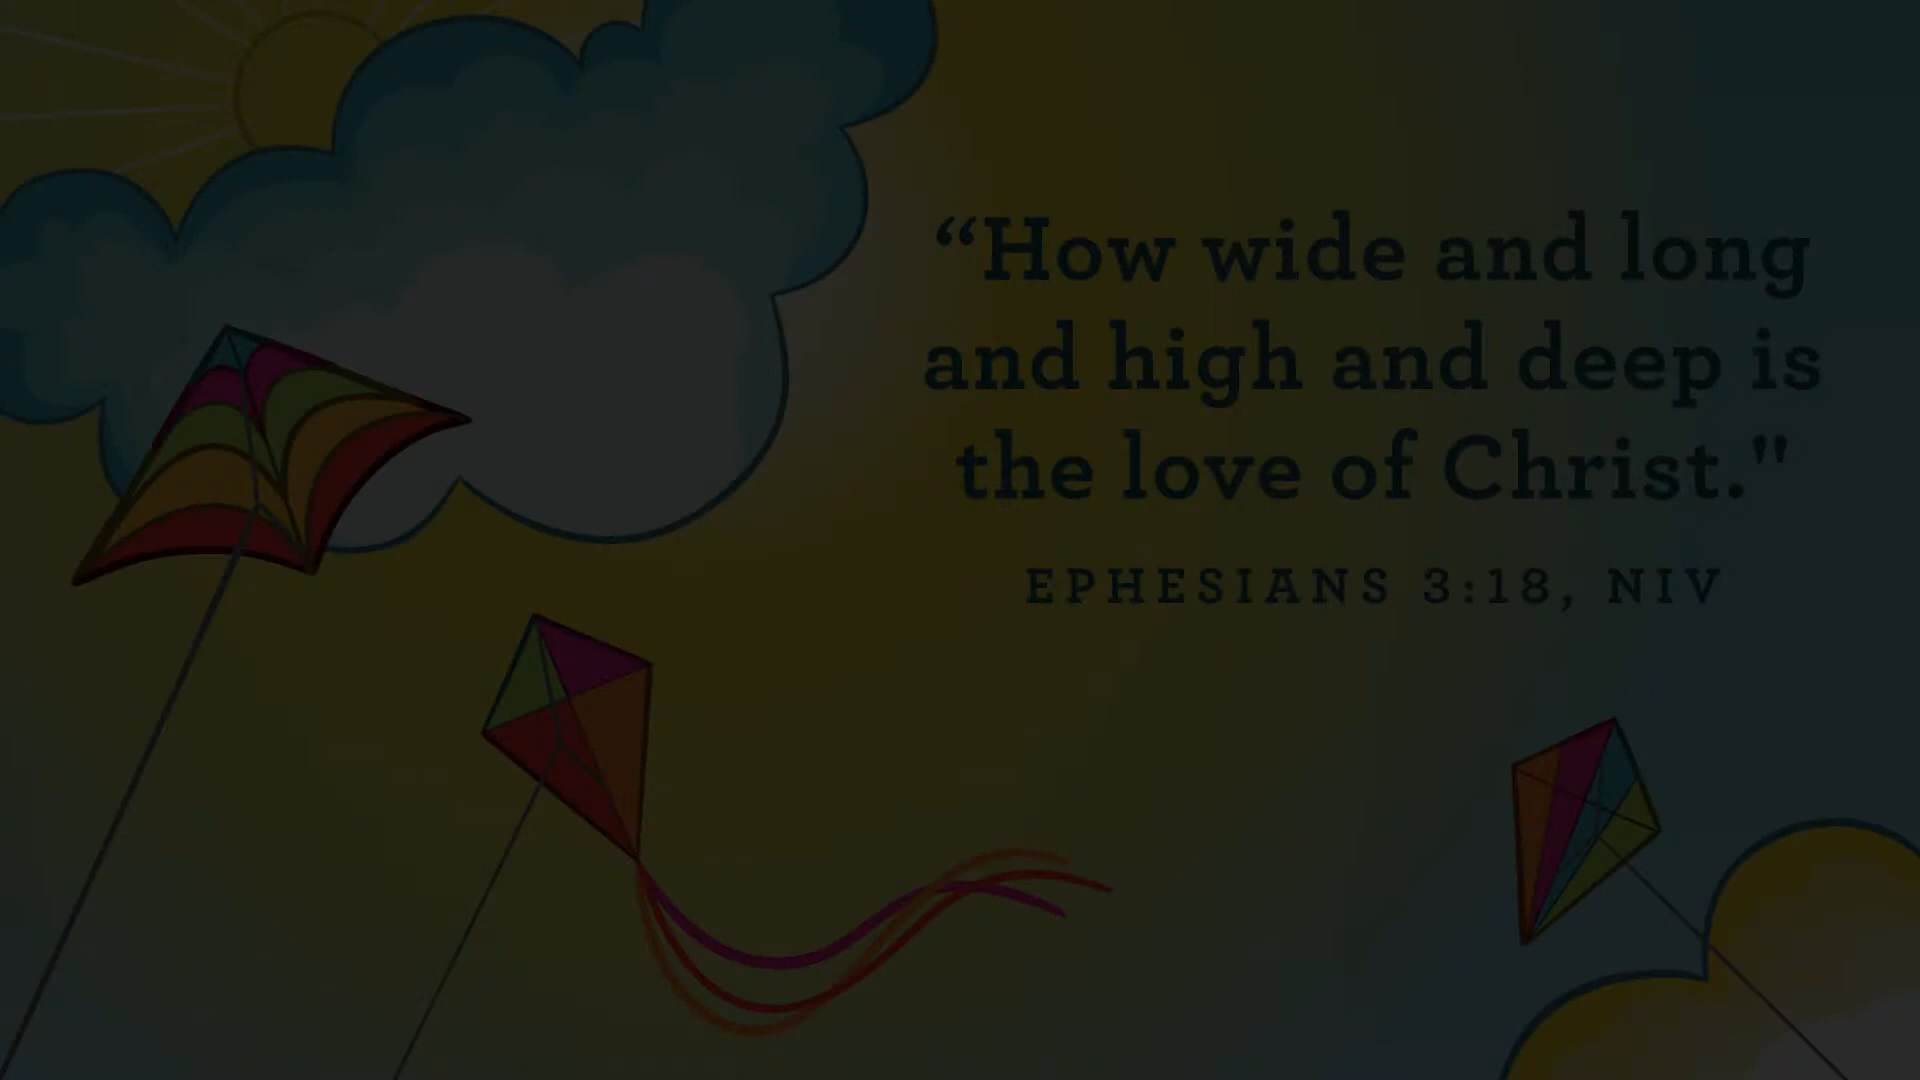 “How wide and long
and high and deep is
the love of Christ."
EPHESIANS 3:18, NIV